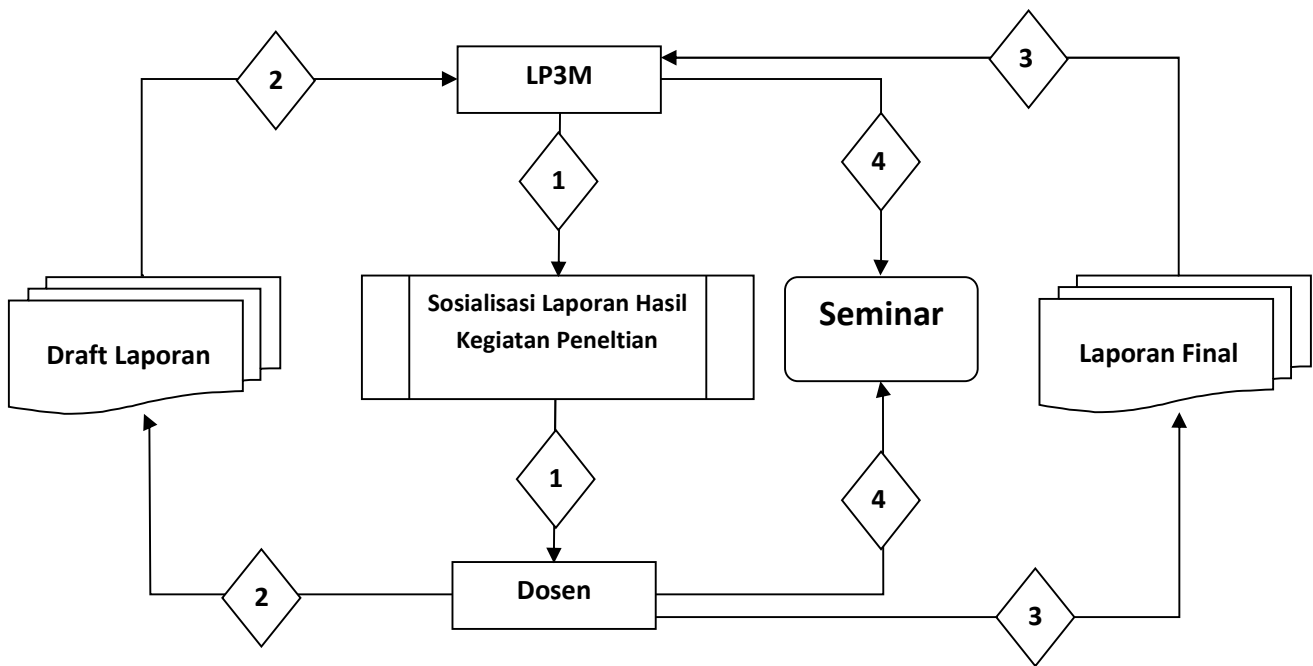 2
LP3M
3
1
4
Draft Laporan
Sosialisasi Laporan Hasil
Kegiatan Peneltian
Seminar
Laporan Final
1
4
2
Dosen
3